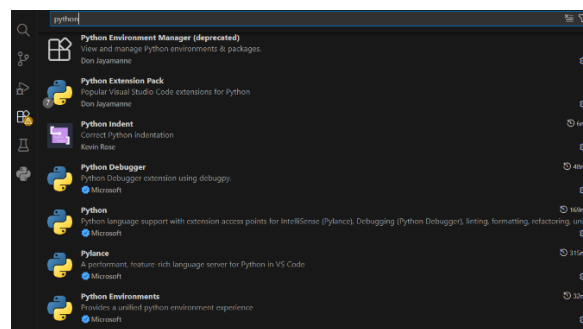 python
Python Environment Manager (deprecated)
View and manage Python environments & packages.
Don Jayamanne
Python Extension Pack
Popular Visual Studio Code extensions for Python
7
Don Jayamanne
Python Indent
Correct Python indentation
Kevin Rose
Python Debugger
Python Debugger extension using debugpy.
Microsoft
Python
Python language support with extension access points for IntelliSense (Pylance), Debugging (Python Debugger), linting, formatting, refactoring,
Microsoft
Pylance
315m
A performant, feature-rich language server for Python in VS Code
Microsoft
Python Environments
Provides a unified python environment experience
Microsoft